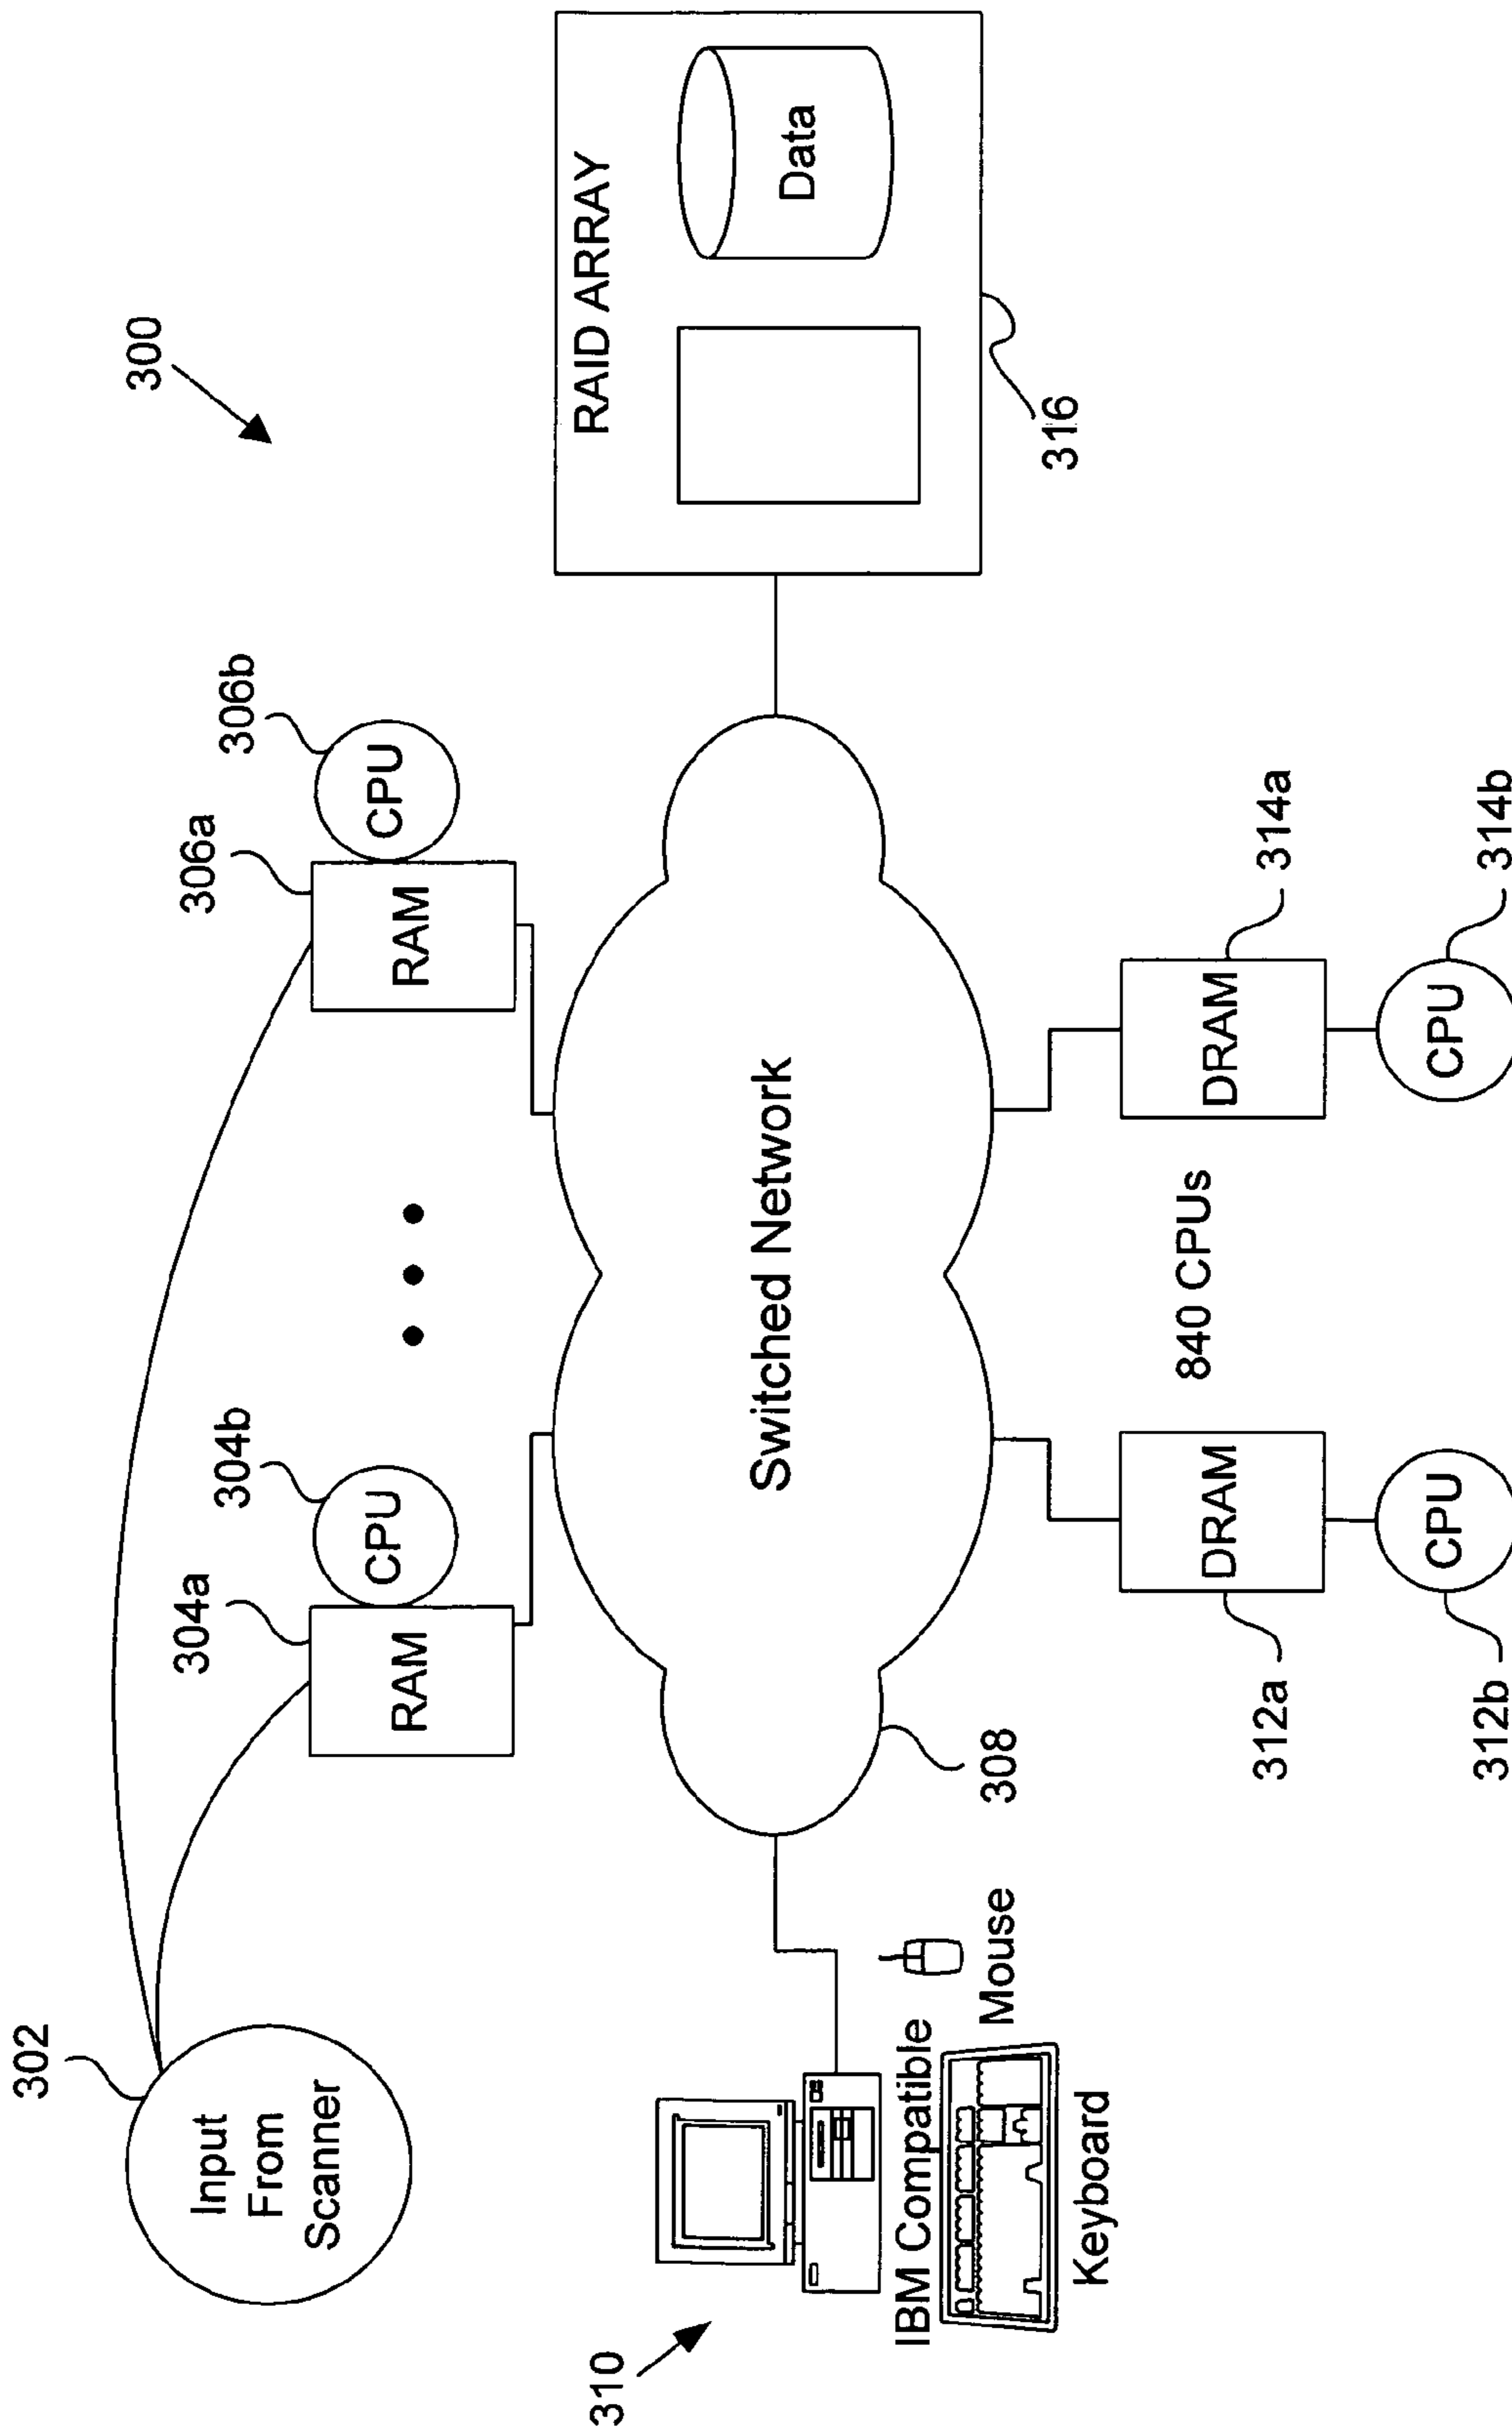 300
302
Input
From
Scanner
304a
304b
RAM
CPU
306a
306b
RAM
CPU
RAID ARRAY
Data
316
Switched Network
308
310
IBM Compatible
Mouse
Keyboard
312a
DRAM
312b
CPU
840 CPUs
DRAM
314a
CPU
314b